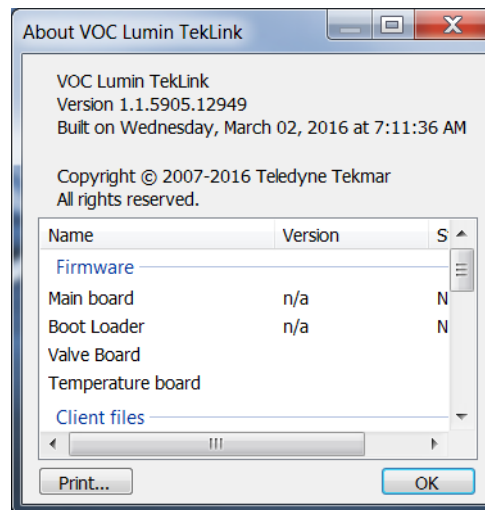 About VOC Lumin TekLink
VOC Lumin TekLink
Version 1.1.5905.12949
Built on Wednesday, March 02, 2016 at 7:11:36 AM
Copyright © 2007-2016 Teledyne Tekmar
All rights reserved.
Name Version S
Firmware
Main board n/a N
Boot Loader n/a N
Valve Board
Temperature board
Client files
Print... OK